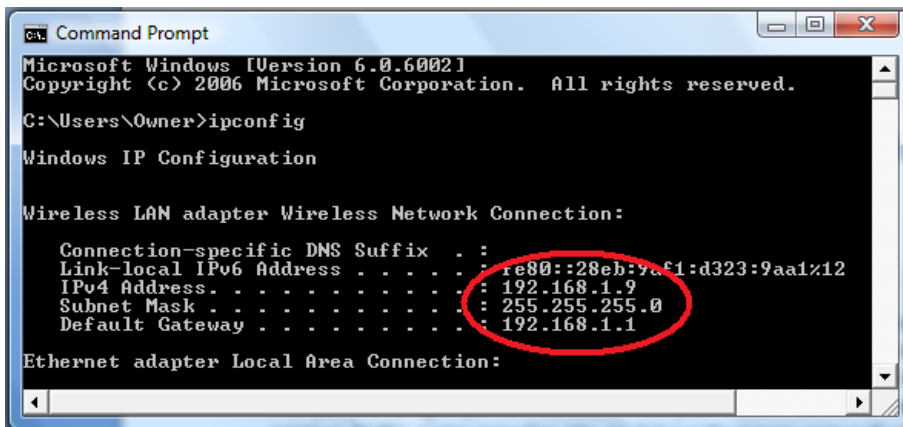 Command Prompt
Microsoft Windows [Version 6.0.6002]
Copyright (c) 2006 Microsoft Corporation.  All rights reserved.
C:\Users\Owner>ipconfig
Windows IP Configuration
Wireless LAN adapter Wireless Network Connection:
Connection-specific DNS Suffix  . :
Link-local IPv6 Address . . . . . :
IPv4 Address. . . . . . . . . . . : 192.168.1.9
Subnet Mask . . . . . . . . . . . : 255.255.255.0
Default Gateway . . . . . . . . . : 192.168.1.1
Ethernet adapter Local Area Connection: